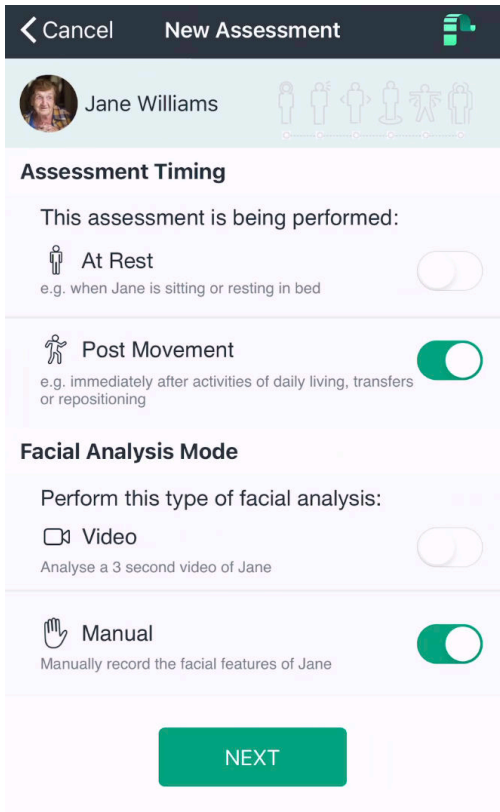 Cancel New Assessment
Jane Williams
Assessment Timing
This assessment is being performed:
At Rest
e.g. when Jane is sitting or resting in bed
Post Movement
e.g. immediately after activities of daily living, transfers
or repositioning
Facial Analysis Mode
Perform this type of facial analysis:
Video
Analyse a 3 second video of Jane
Manual
Manually record the facial features of Jane
NEXT